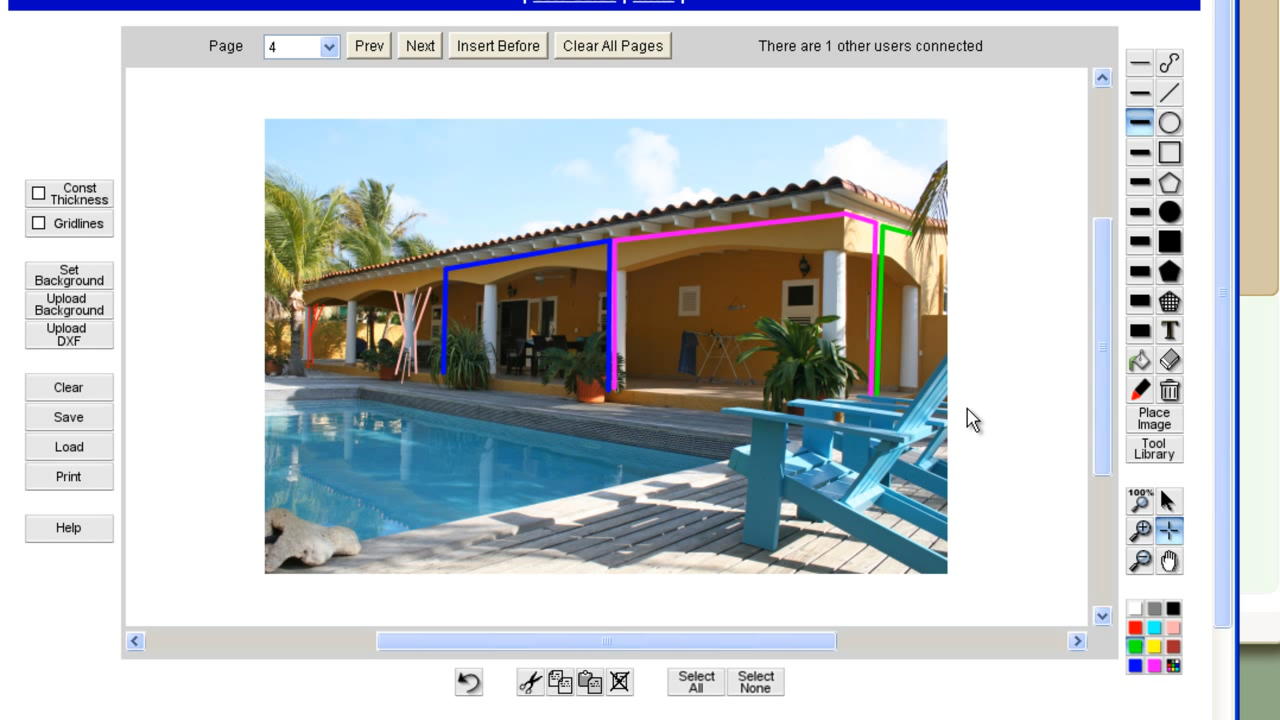 Page 4 Prev Next Insert Before Clear All Pages There are 1 other users connected
Const
Thickness
Gridlines
Set
Background
Upload
Background
Upload
DXF
Clear
Save
Load
Print
Help
T
Place
Image
Tool
Library
100%
Select
All
Select
None